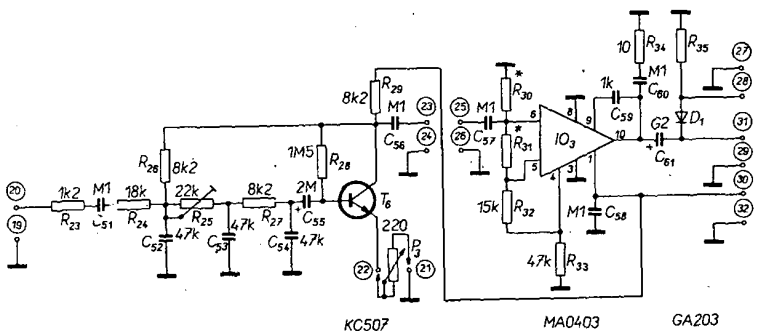 20
19
1k2
R23
M1
C51
18k
R24
R26
8k2
22k
R25
C52
47k
47k
C53
8k2
R27
C54
47k
2M
C55
1M5
R28
R29
8k2
T6
M1
C56
23
24
220
P3
22
21
KC507
25
26
M1
C57
*
R30
*
R31
15k
R32
47k
R33
6
5
8
9
IO3
10
4
3
1
M1
C58
MA0403
10
R34
M1
C60
1k
C59
G2
+
C61
R35
D1
27
28
31
29
30
32
GA203